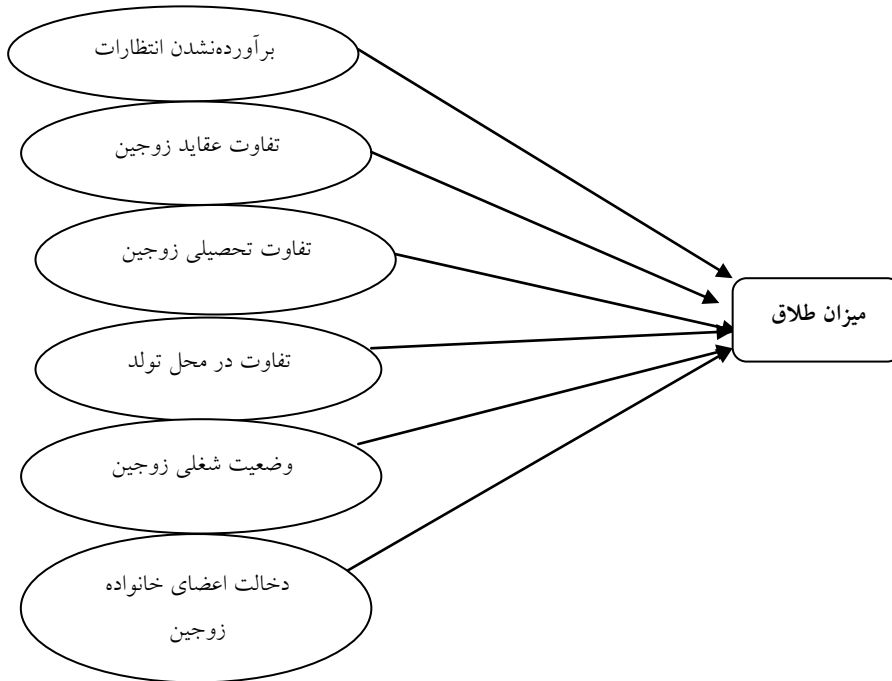 برآورده‌نشدن انتظارات
تفاوت عقاید زوجین
تفاوت تحصیلی زوجین
تفاوت در محل تولد
وضعیت شغلی زوجین
دخالت اعضای خانواده
زوجین
میزان طلاق